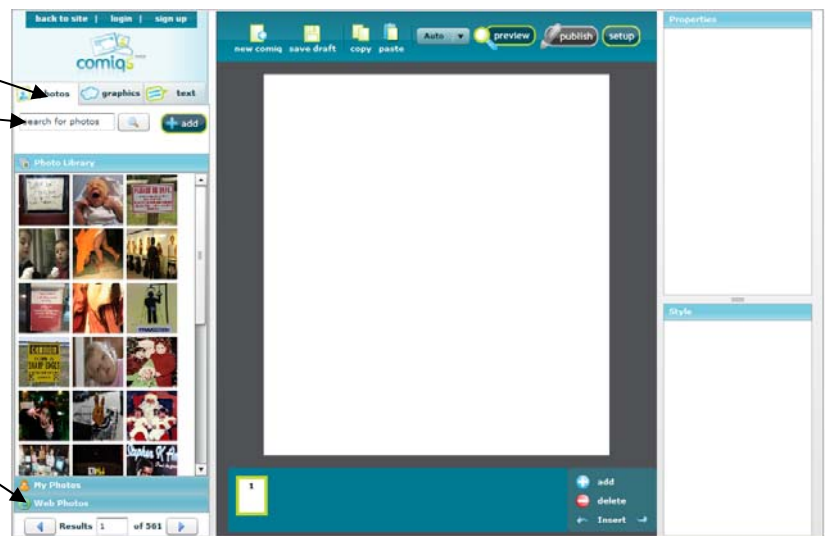 back to site | login | sign up
comiqs
photos graphics text
search for photos add
Photo Library
My Photos
Web Photos
Results 1 of 561
new comiq save draft copy paste Auto preview publish setup
1
add
delete
Insert
Properties
Style